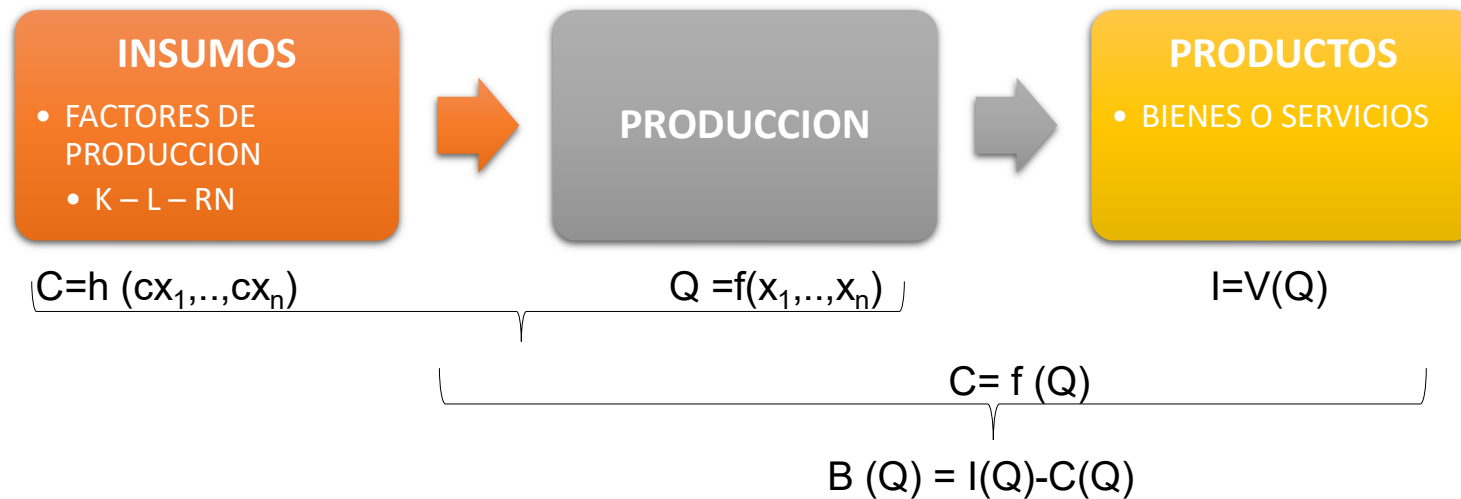 INSUMOS
• FACTORES DE
PRODUCCION
• K – L – RN
PRODUCCION
PRODUCTOS
• BIENES O SERVICIOS
C=h (cx₁,..,cxₙ)
Q =f(x₁,..,xₙ)
I=V(Q)
C= f (Q)
B (Q) = I(Q)-C(Q)